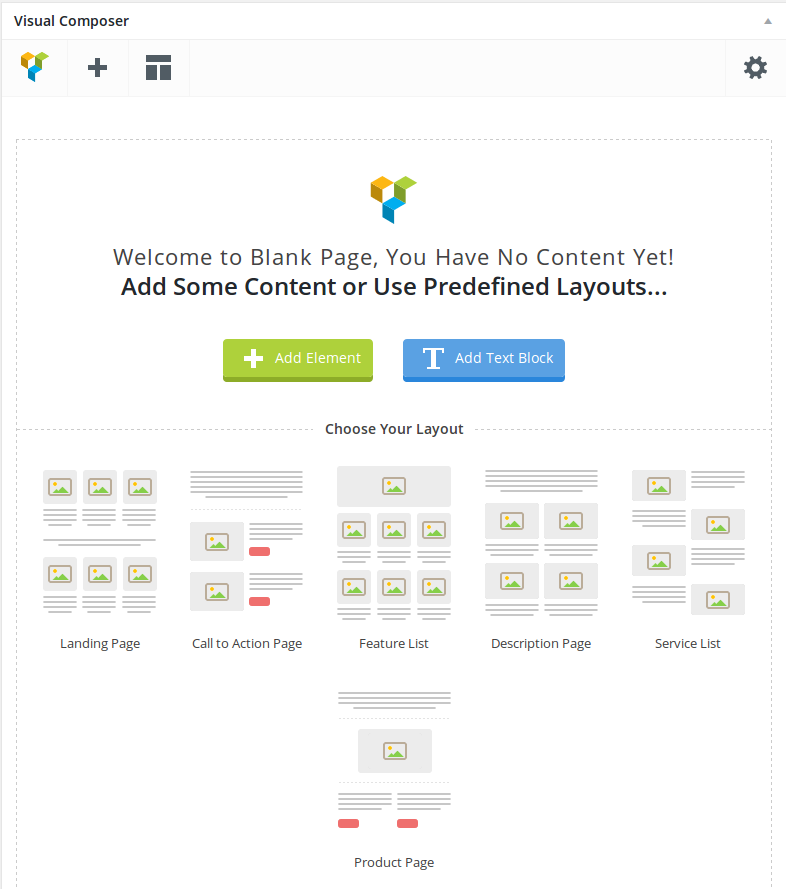 Visual Composer
Welcome to Blank Page, You Have No Content Yet!
Add Some Content or Use Predefined Layouts...
Add Element
Add Text Block
Choose Your Layout
Landing Page
Call to Action Page
Feature List
Description Page
Service List
Product Page